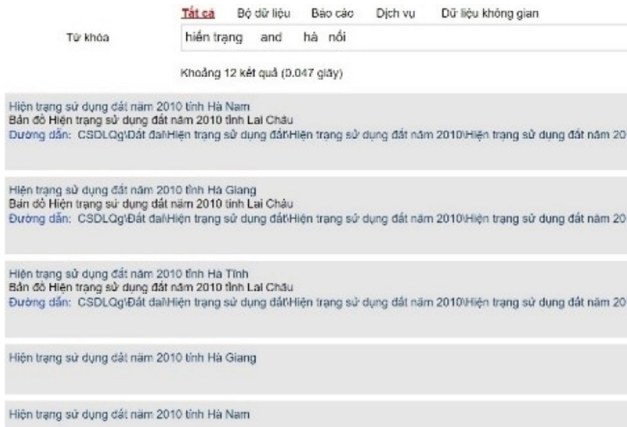 Tất cả Bộ dữ liệu Báo cáo Dịch vụ Dữ liệu không gian
Từ khóa hiến trạng and hà nối
Khoảng 12 kết quả (0.047 giây)
Hiện trạng sử dụng đất năm 2010 tỉnh Hà Nam
Bản đồ Hiện trạng sử dụng đất năm 2010 tỉnh Lai Châu
Đường dẫn: CSDLQg\Đất đai\Hiện trạng sử dụng đất\Hiện trạng sử dụng đất năm 2010\Hiện trạng sử dụng đất năm 20
Hiện trạng sử dụng đất năm 2010 tỉnh Hà Giang
Bản đồ Hiện trạng sử dụng đất năm 2010 tỉnh Lai Châu
Đường dẫn: CSDLQg\Đất đai\Hiện trạng sử dụng đất\Hiện trạng sử dụng đất năm 2010\Hiện trạng sử dụng đất năm 20
Hiện trạng sử dụng đất năm 2010 tỉnh Hà Tĩnh
Bản đồ Hiện trạng sử dụng đất năm 2010 tỉnh Lai Châu
Đường dẫn: CSDLQg\Đất đai\Hiện trạng sử dụng đất\Hiện trạng sử dụng đất năm 2010\Hiện trạng sử dụng đất năm 20
Hiện trạng sử dụng đất năm 2010 tỉnh Hà Giang
Hiện trạng sử dụng đất năm 2010 tỉnh Hà Nam